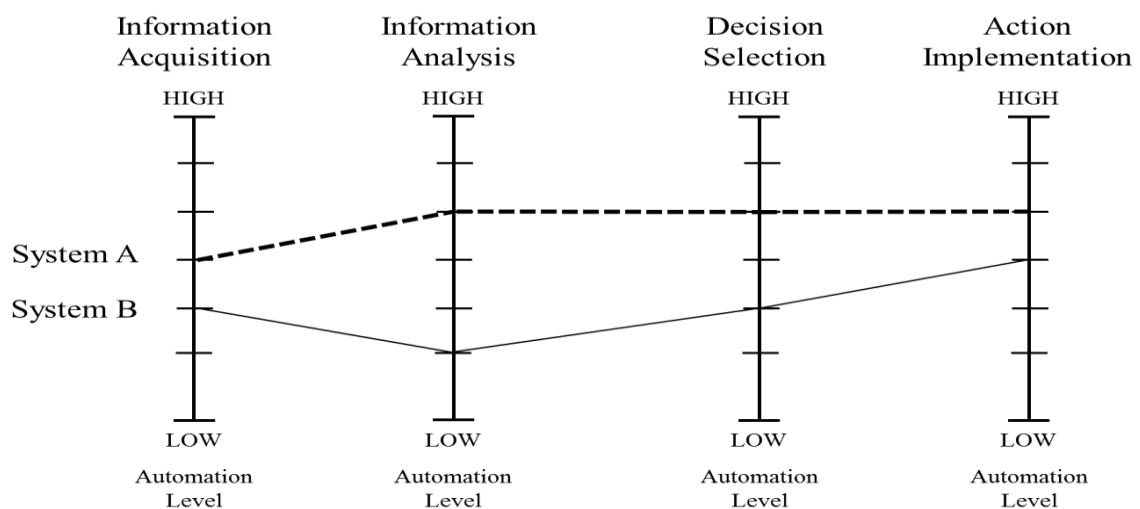 Information
Acquisition
Information
Analysis
Decision
Selection
Action
Implementation
HIGH
HIGH
HIGH
HIGH
System A
System B
LOW
LOW
LOW
LOW
Automation
Level
Automation
Level
Automation
Level
Automation
Level